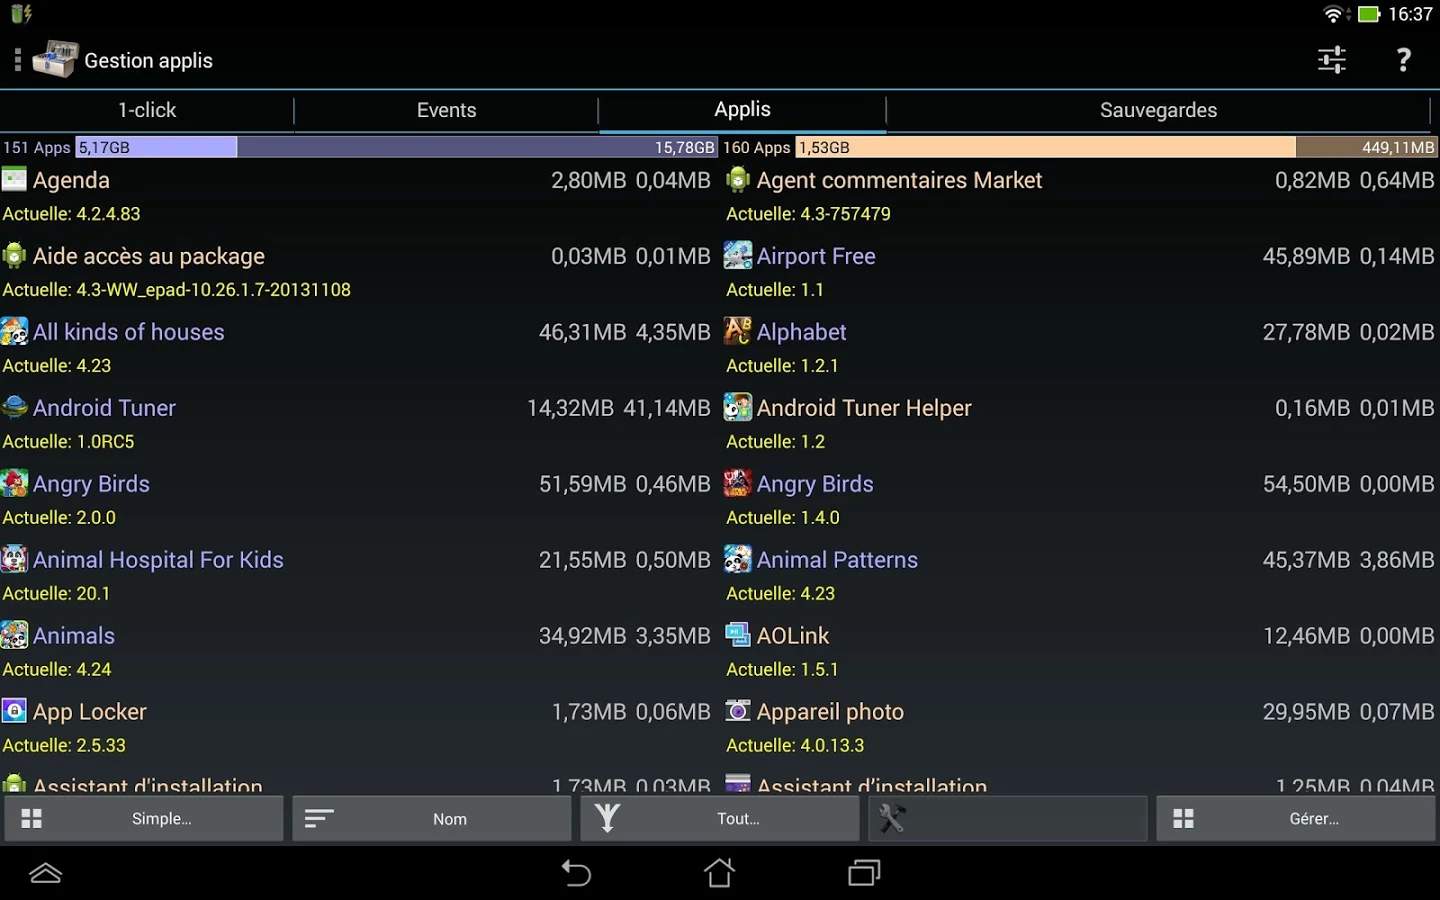 16:37
Gestion applis
?
1-click Events Applis Sauvegardes
151 Apps 5,17GB 15,78GB 160 Apps 1,53GB 449,11MB
Agenda 2,80MB 0,04MB Agent commentaires Market 0,82MB 0,64MB
Actuelle: 4.2.4.83 Actuelle: 4.3-757479
Aide accès au package 0,03MB 0,01MB Airport Free 45,89MB 0,14MB
Actuelle: 4.3-WW_epad-10.26.1.7-20131108 Actuelle: 1.1
All kinds of houses 46,31MB 4,35MB Alphabet 27,78MB 0,02MB
Actuelle: 4.23 Actuelle: 1.2.1
Android Tuner 14,32MB 41,14MB Android Tuner Helper 0,16MB 0,01MB
Actuelle: 1.0RC5 Actuelle: 1.2
Angry Birds 51,59MB 0,46MB Angry Birds 54,50MB 0,00MB
Actuelle: 2.0.0 Actuelle: 1.4.0
Animal Hospital For Kids 21,55MB 0,50MB Animal Patterns 45,37MB 3,86MB
Actuelle: 20.1 Actuelle: 4.23
Animals 34,92MB 3,35MB AOLink 12,46MB 0,00MB
Actuelle: 4.24 Actuelle: 1.5.1
App Locker 1,73MB 0,06MB Appareil photo 29,95MB 0,07MB
Actuelle: 2.5.33 Actuelle: 4.0.13.3
Assistant d'installation 1,73MB 0,03MB Assistant d’installation 1,25MB 0,04MB
Simple... Nom Tout... Gérer...